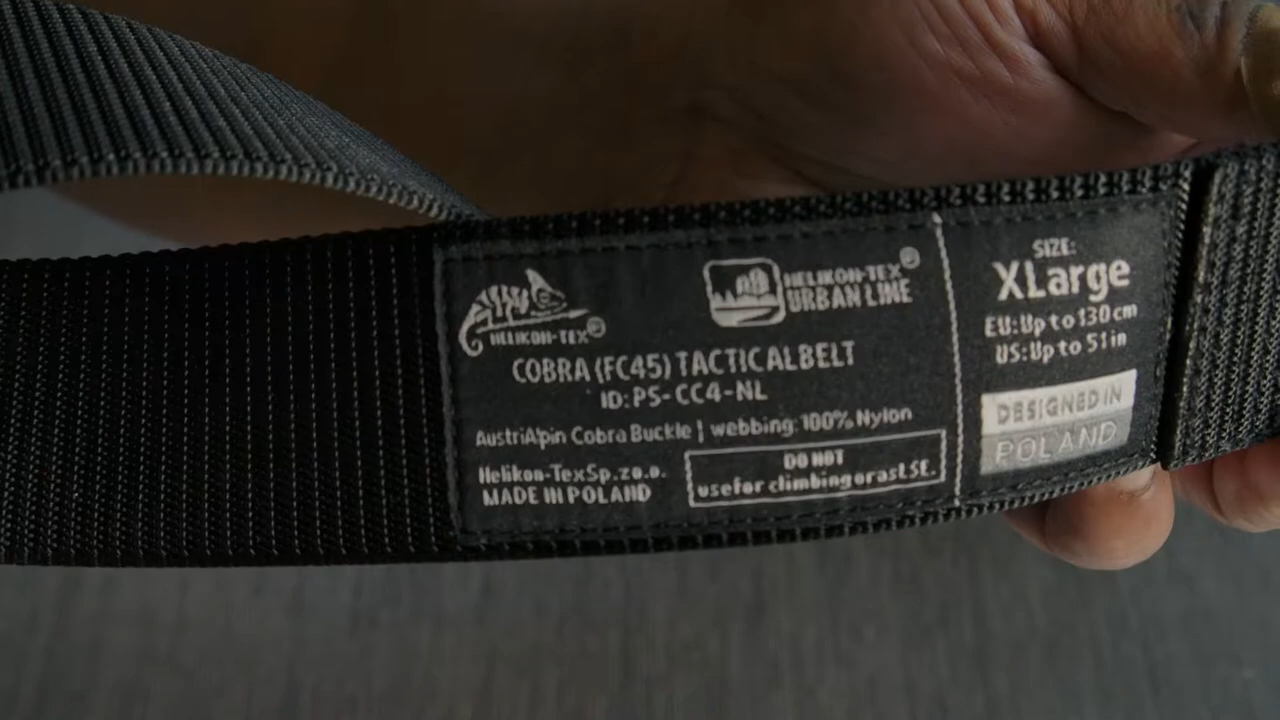 HELIKON-TEX®
HELIKON-TEX®
URBAN LINE
COBRA (FC45) TACTICAL BELT
ID: PS-CC4-NL
AustriAlpin Cobra Buckle | webbing: 100% Nylon
Helikon-Tex Sp. z o.o.
MADE IN POLAND
DO NOT
use for climbing or as LSE.
SIZE:
XLarge
EU: Up to 130 cm
US: Up to 51 in
DESIGNED IN
POLAND